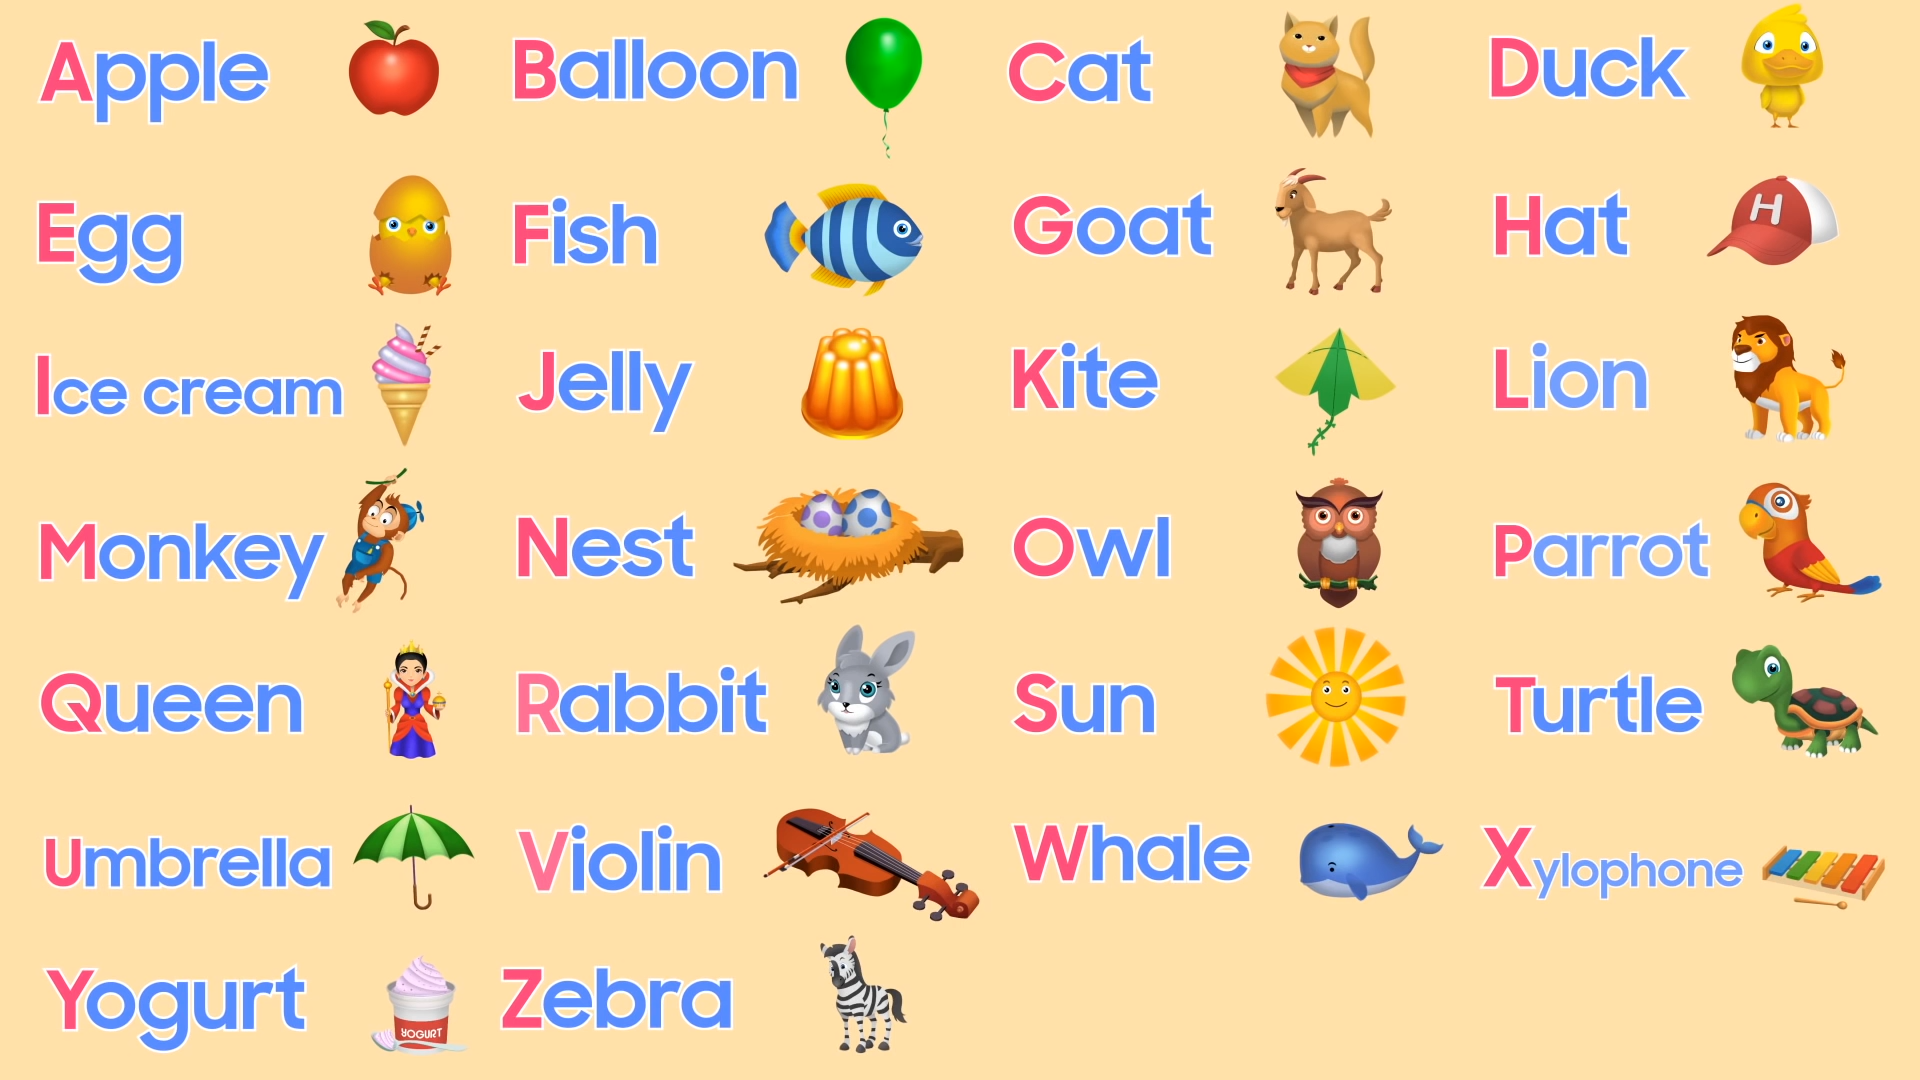 Apple Balloon Cat Duck
Egg Fish Goat Hat
H
Ice cream Jelly Kite Lion
Monkey Nest Owl Parrot
Queen Rabbit Sun Turtle
Umbrella Violin Whale Xylophone
Yogurt Zebra
YOGURT